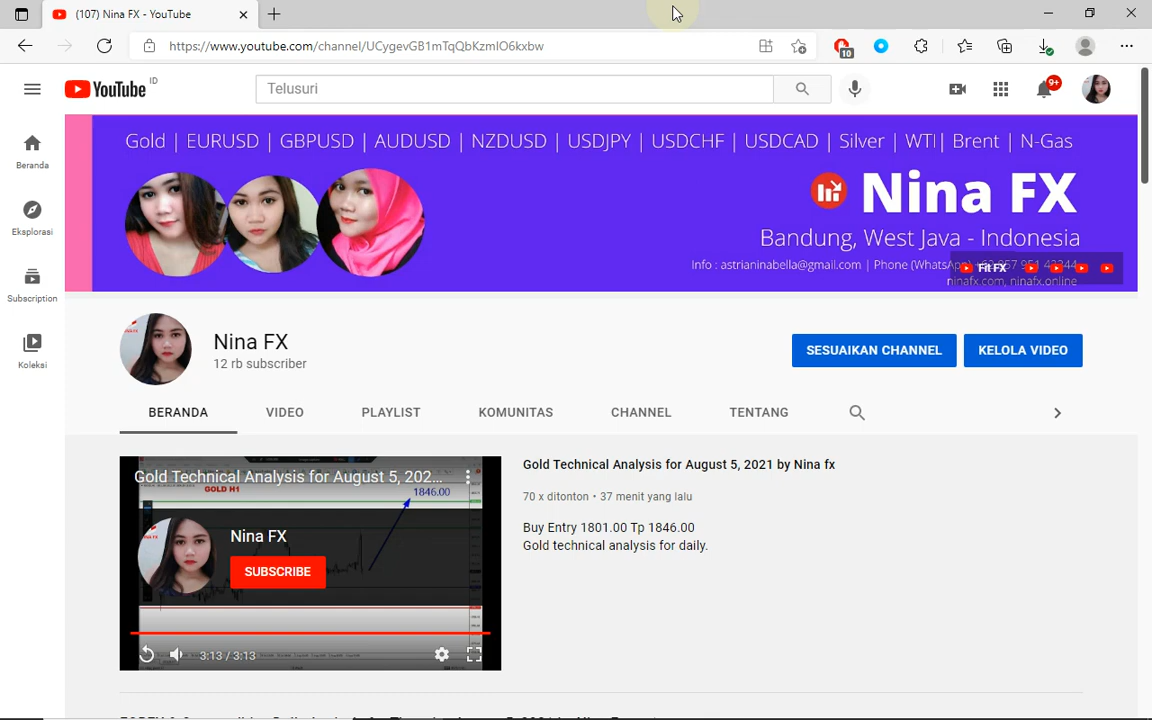 (107) Nina FX - YouTube
https://www.youtube.com/channel/UCygevGB1mTqQbKzmIO6kxbw
10
YouTube ID
Telusuri
9+
Beranda
Eksplorasi
Subscription
Koleksi
Gold | EURUSD | GBPUSD | AUDUSD | NZDUSD | USDJPY | USDCHF | USDCAD | Silver | WTI| Brent | N-Gas
Nina FX
Bandung, West Java - Indonesia
Info : astrianinabella@gmail.com | Phone (WhatsApp)
Fit FX
ninafx.com, ninafx.online
Nina FX
12 rb subscriber
SESUAIKAN CHANNEL
KELOLA VIDEO
BERANDA
VIDEO
PLAYLIST
KOMUNITAS
CHANNEL
TENTANG
Gold Technical Analysis for August 5, 202...
GOLD H1
1846.00
Nina FX
SUBSCRIBE
3:13 / 3:13
Gold Technical Analysis for August 5, 2021 by Nina fx
70 x ditonton • 37 menit yang lalu
Buy Entry 1801.00 Tp 1846.00
Gold technical analysis for daily.